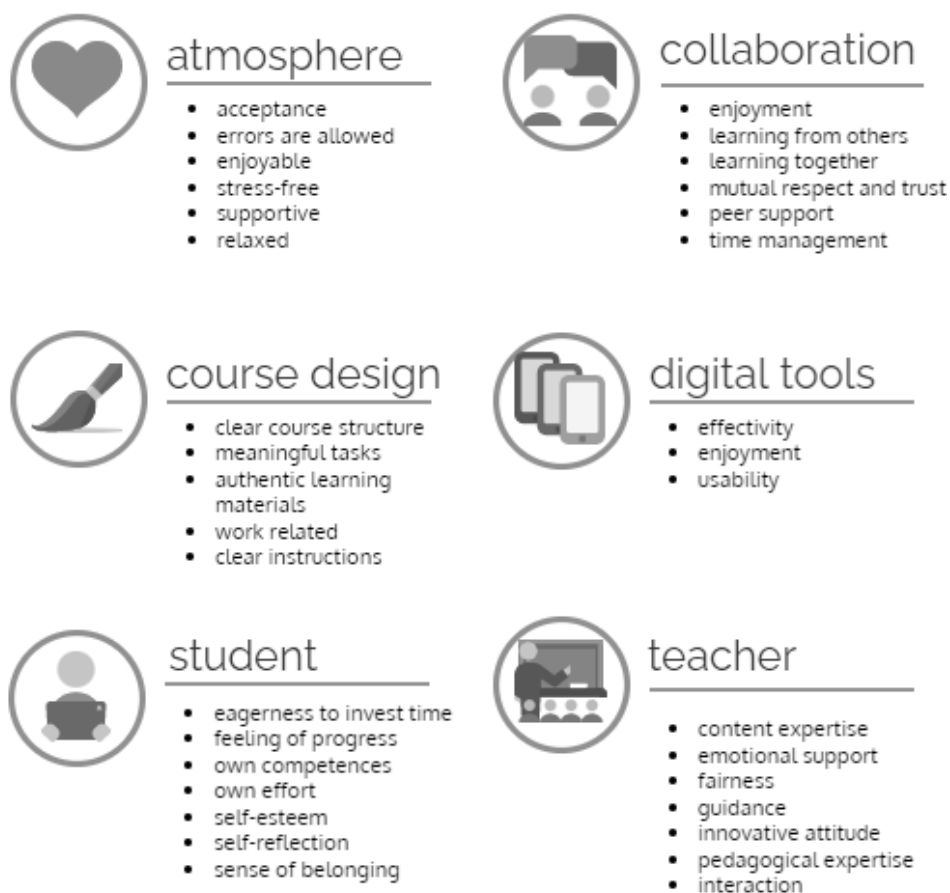 atmosphere
acceptance
errors are allowed
enjoyable
stress-free
supportive
relaxed
collaboration
enjoyment
learning from others
learning together
mutual respect and trust
peer support
time management
course design
clear course structure
meaningful tasks
authentic learning
materials
work related
clear instructions
digital tools
effectivity
enjoyment
usability
student
eagerness to invest time
feeling of progress
own competences
own effort
self-esteem
self-reflection
sense of belonging
teacher
content expertise
emotional support
fairness
guidance
innovative attitude
pedagogical expertise
interaction